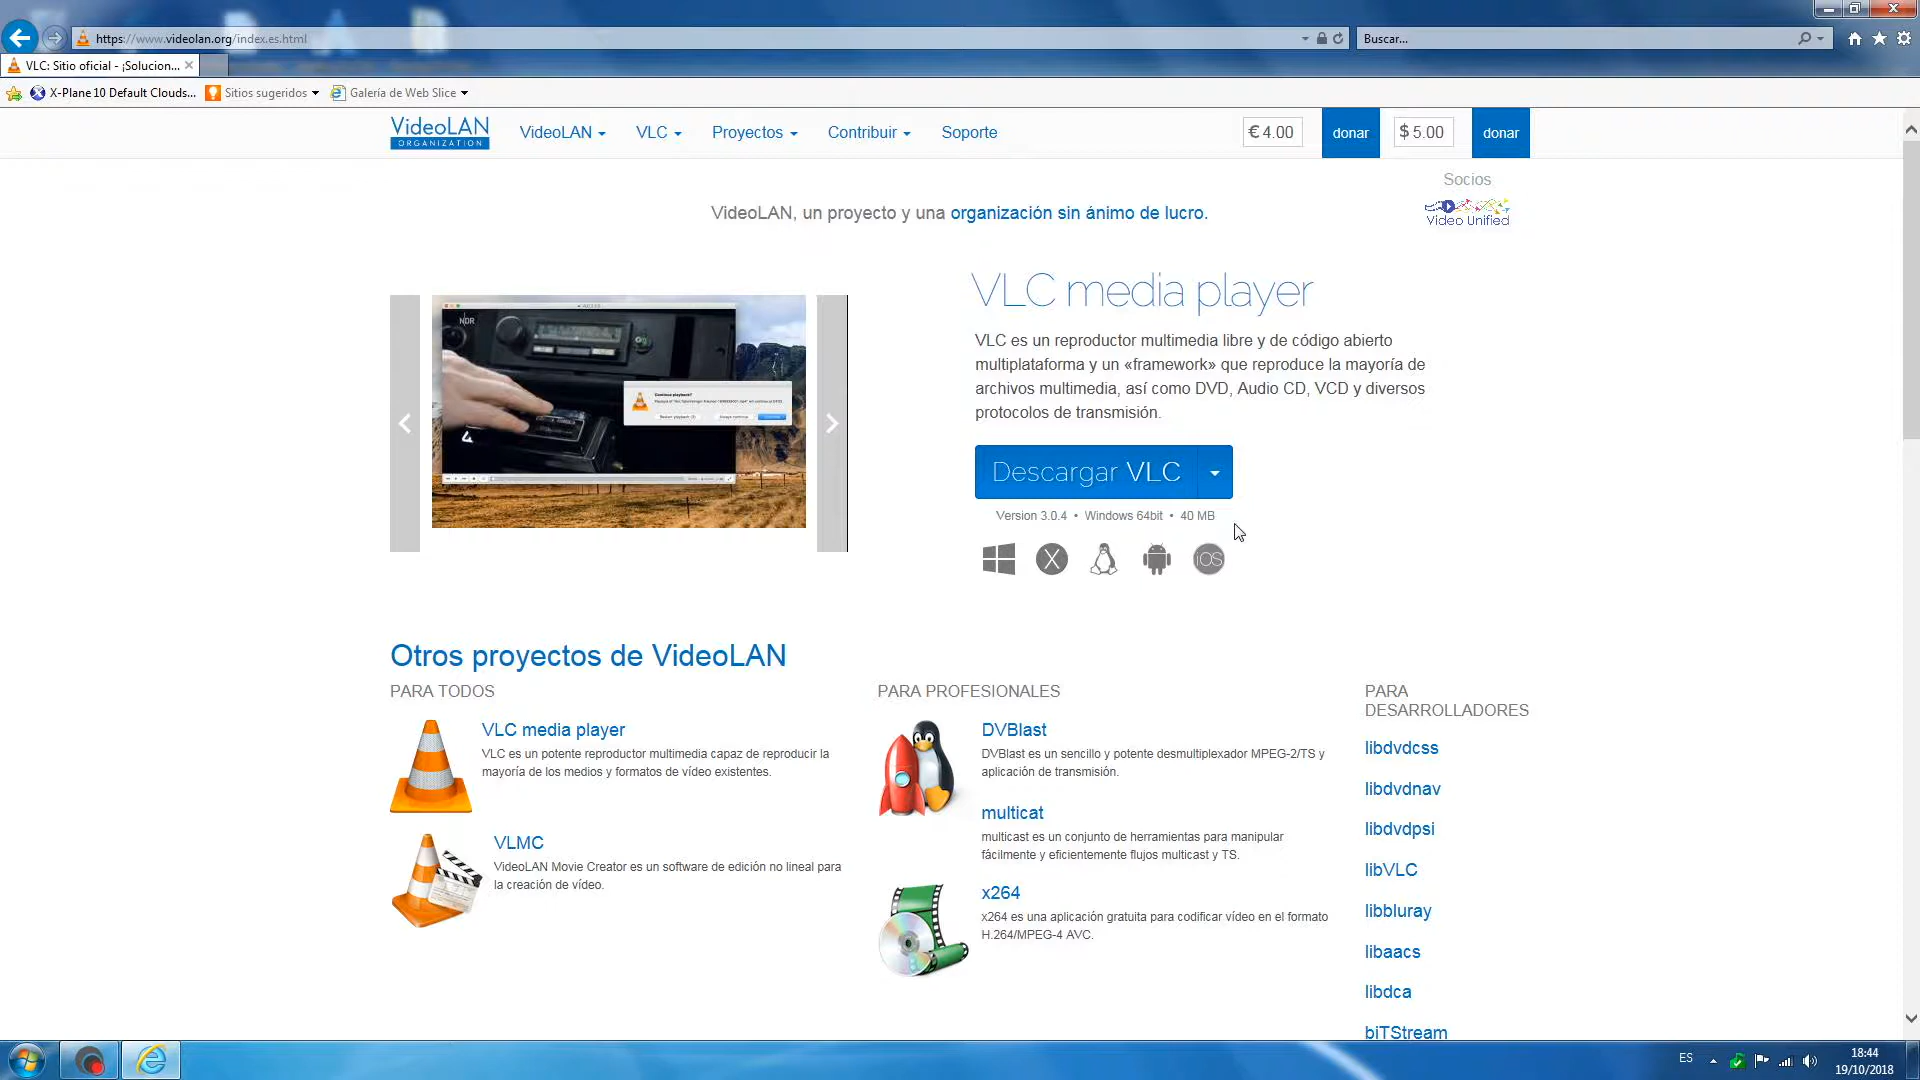 https://www.videolan.org/index.es.html
Buscar...
VLC: Sitio oficial - ¡Solucion...
X-Plane 10 Default Clouds...
Sitios sugeridos
Galería de Web Slice
VideoLAN
ORGANIZATION
VideoLAN
VLC
Proyectos
Contribuir
Soporte
€ 4.00
donar
$ 5.00
donar
Socios
Video Unified
VideoLAN, un proyecto y una organización sin ánimo de lucro.
NDR
Continue playback?
VLC media player
VLC es un reproductor multimedia libre y de código abierto
multiplataforma y un «framework» que reproduce la mayoría de
archivos multimedia, así como DVD, Audio CD, VCD y diversos
protocolos de transmisión.
Descargar VLC
Version 3.0.4 • Windows 64bit • 40 MB
X
iOS
Otros proyectos de VideoLAN
PARA TODOS
VLC media player
VLC es un potente reproductor multimedia capaz de reproducir la
mayoría de los medios y formatos de vídeo existentes.
VLMC
VideoLAN Movie Creator es un software de edición no lineal para
la creación de vídeo.
PARA PROFESIONALES
DVBlast
DVBlast es un sencillo y potente desmultiplexador MPEG-2/TS y
aplicación de transmisión.
multicat
multicast es un conjunto de herramientas para manipular
fácilmente y eficientemente flujos multicast y TS.
x264
x264 es una aplicación gratuita para codificar vídeo en el formato
H.264/MPEG-4 AVC.
PARA
DESARROLLADORES
libdvdcss
libdvdnav
libdvdpsi
libVLC
libbluray
libaacs
libdca
biTStream
ES
18:44
19/10/2018